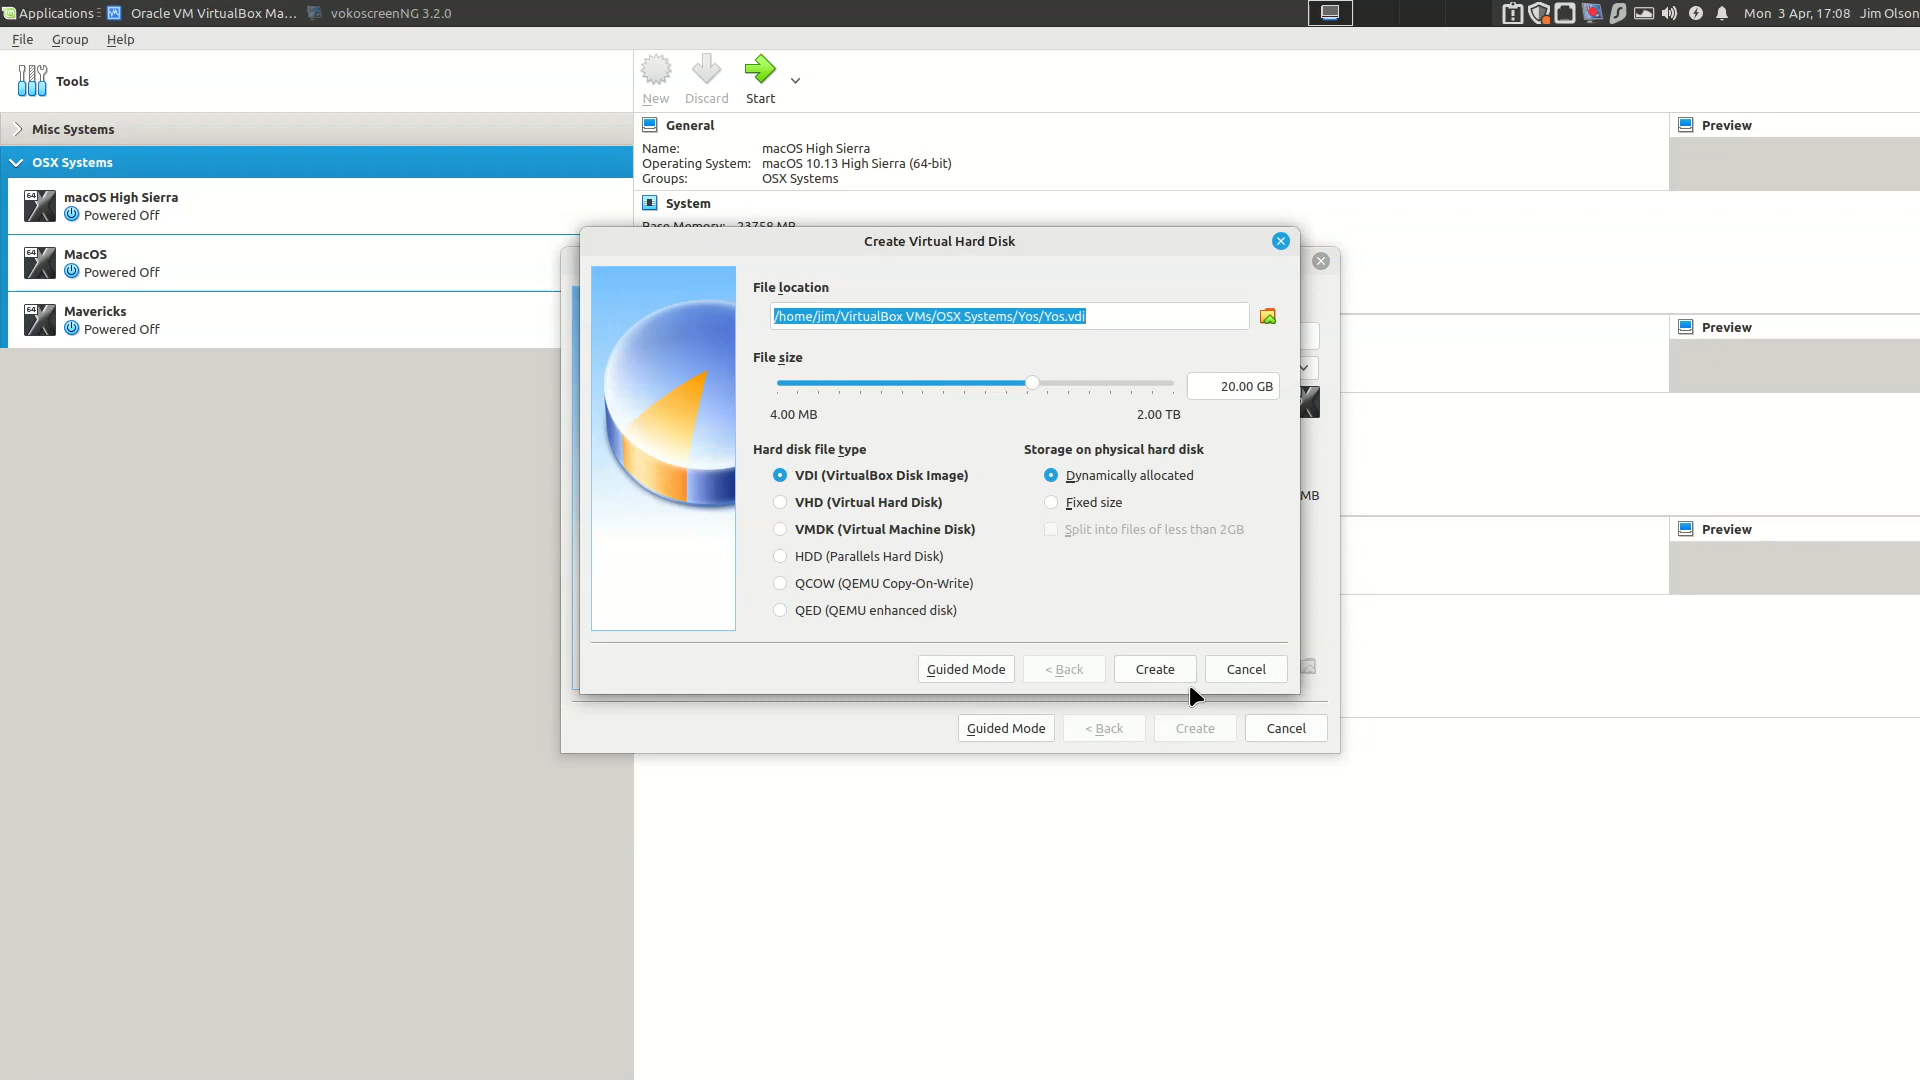 Applications
Oracle VM VirtualBox Ma...
vokoscreenNG 3.2.0
Mon 3 Apr, 17:08
Jim Olson
File
Group
Help
Tools
New
Discard
Start
Misc Systems
OSX Systems
64
macOS High Sierra
Powered Off
64
MacOS
Powered Off
64
Mavericks
Powered Off
General
Name: macOS High Sierra
Operating System: macOS 10.13 High Sierra (64-bit)
Groups: OSX Systems
Preview
System
Base Memory: 23758 MB
Preview
Preview
Create Virtual Hard Disk
File location
/home/jim/VirtualBox VMs/OSX Systems/Yos/Yos.vdi
File size
20.00 GB
4.00 MB
2.00 TB
Hard disk file type
VDI (VirtualBox Disk Image)
VHD (Virtual Hard Disk)
VMDK (Virtual Machine Disk)
HDD (Parallels Hard Disk)
QCOW (QEMU Copy-On-Write)
QED (QEMU enhanced disk)
Storage on physical hard disk
Dynamically allocated
Fixed size
Split into files of less than 2GB
MB
Guided Mode
< Back
Create
Cancel
Guided Mode
< Back
Create
Cancel